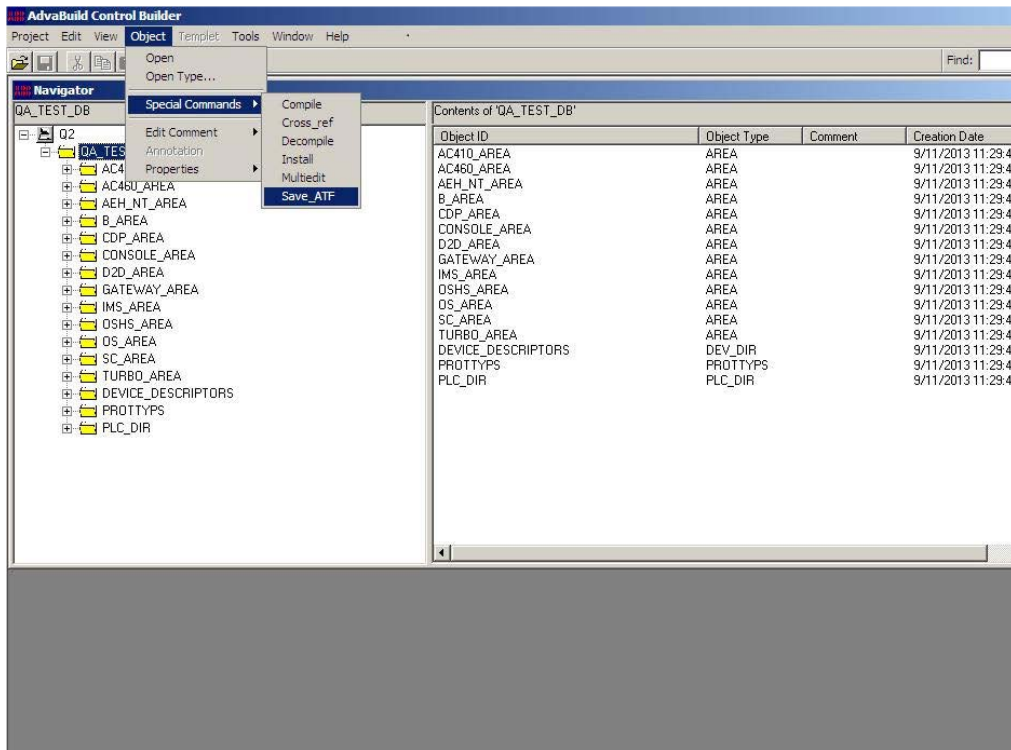 ABB AdvaBuild Control Builder
Project Edit View Object Templet Tools Window Help
Find:
Open
Open Type...
Special Commands
Edit Comment
Annotation
Properties
Compile
Cross_ref
Decompile
Install
Multiedit
Save_ATF
ABB Navigator
QA_TEST_DB
Q2
QA_TES
AC4
AC460_AREA
AEH_NT_AREA
B_AREA
CDP_AREA
CONSOLE_AREA
D2D_AREA
GATEWAY_AREA
IMS_AREA
OSHS_AREA
OS_AREA
SC_AREA
TURBO_AREA
DEVICE_DESCRIPTORS
PROTTYPS
PLC_DIR
Contents of 'QA_TEST_DB'
Object ID Object Type Comment Creation Date
AC410_AREA AREA 9/11/2013 11:29:4
AC460_AREA AREA 9/11/2013 11:29:4
AEH_NT_AREA AREA 9/11/2013 11:29:4
B_AREA AREA 9/11/2013 11:29:4
CDP_AREA AREA 9/11/2013 11:29:4
CONSOLE_AREA AREA 9/11/2013 11:29:4
D2D_AREA AREA 9/11/2013 11:29:4
GATEWAY_AREA AREA 9/11/2013 11:29:4
IMS_AREA AREA 9/11/2013 11:29:4
OSHS_AREA AREA 9/11/2013 11:29:4
OS_AREA AREA 9/11/2013 11:29:4
SC_AREA AREA 9/11/2013 11:29:4
TURBO_AREA AREA 9/11/2013 11:29:4
DEVICE_DESCRIPTORS DEV_DIR 9/11/2013 11:29:4
PROTTYPS PROTTYPS 9/11/2013 11:29:4
PLC_DIR PLC_DIR 9/11/2013 11:29:4